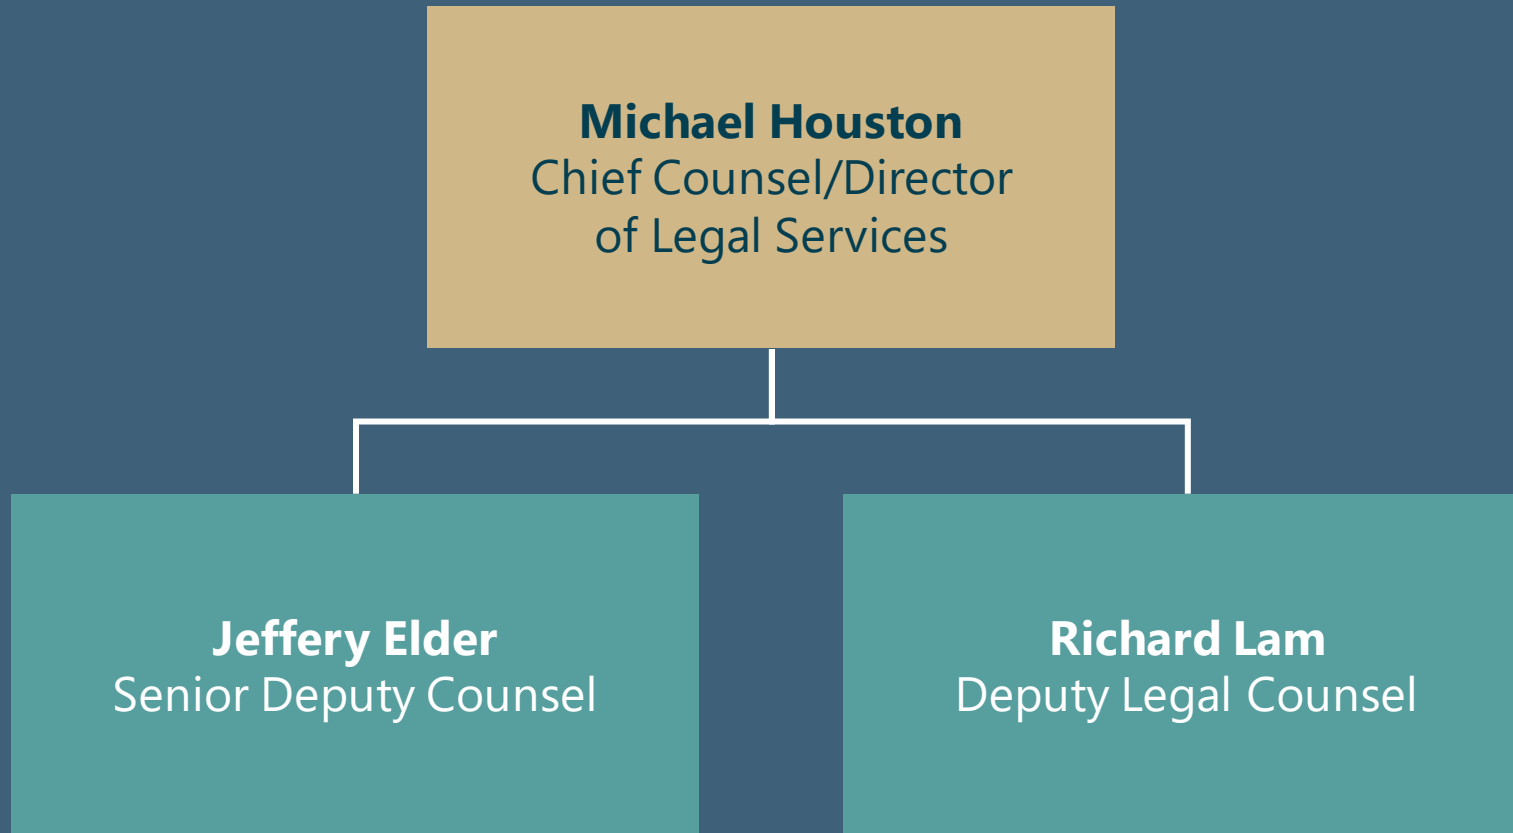 Michael Houston
Chief Counsel/Director
of Legal Services
Jeffery Elder
Senior Deputy Counsel
Richard Lam
Deputy Legal Counsel